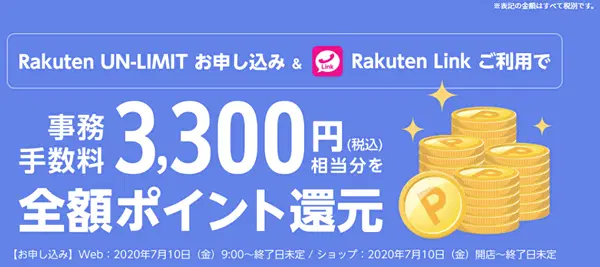 ※表記の金額はすべて税別です。
Rakuten UN-LIMIT お申し込み & Link Rakuten Link ご利用で
事務手数料 3,300円(税込)相当分を
全額ポイント還元
P
【お申し込み】Web：2020年7月10日（金）9:00～終了日未定 / ショップ：2020年7月10日（金）開店～終了日未定